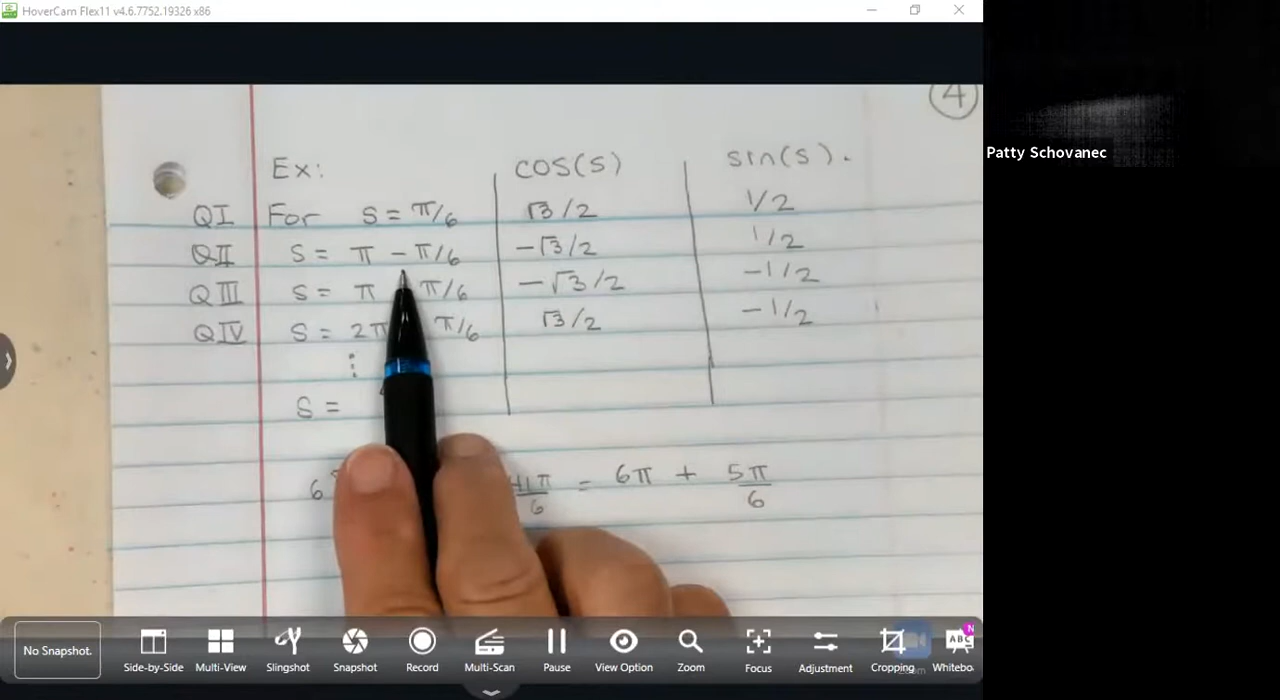 HoverCam Flex11 v4.6.7752.19326 x86
4
Patty Schovanec
Ex: cos(s) sin(s).
QI For s = π/6 √3/2 1/2
QII s = π - π/6 -√3/2 1/2
QIII s = π π/6 -√3/2 -1/2
QIV s = 2π π/6 √3/2 -1/2
⋮
s =
6 41π/6 = 6π + 5π/6
No Snapshot.
Side-by-Side Multi-View Slingshot Snapshot Record Multi-Scan Pause View Option Zoom Focus Adjustment Cropping Whitebo
N
ABC